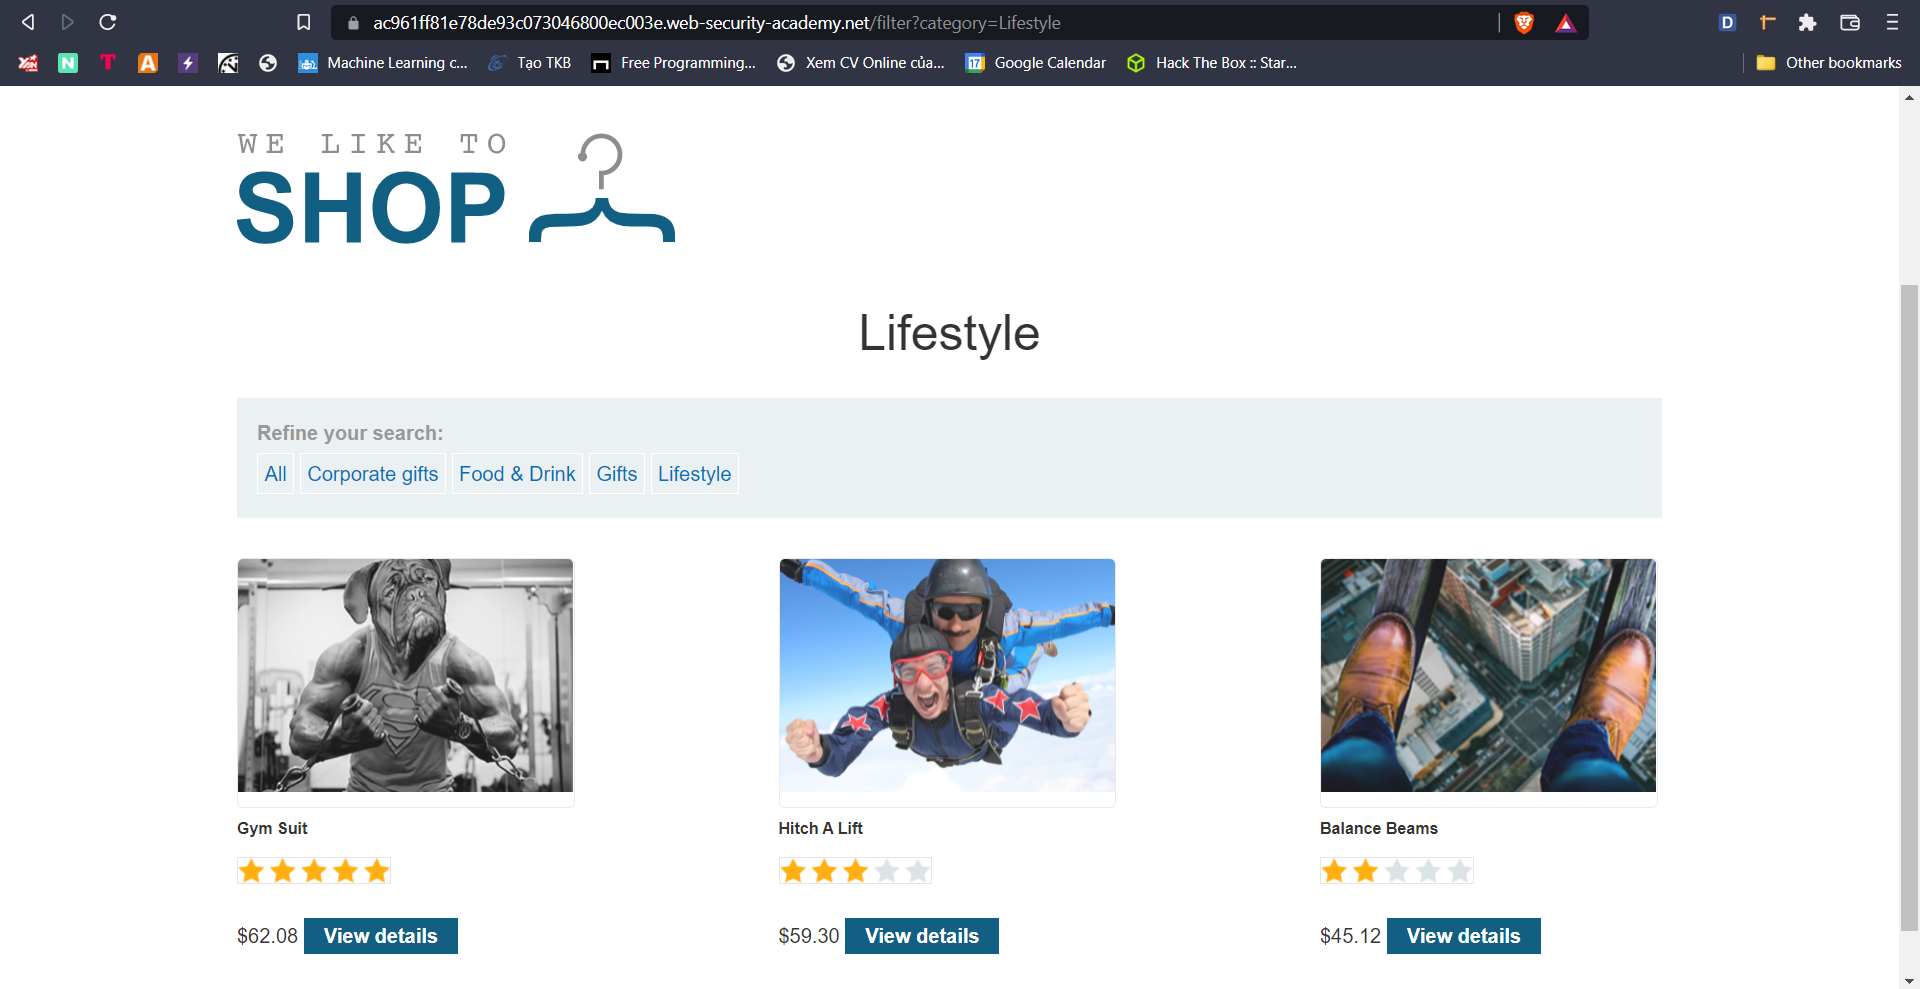 ac961ff81e78de93c073046800ec003e.web-security-academy.net/filter?category=Lifestyle
Machine Learning c... Tạo TKB Free Programming... Xem CV Online của... 17 Google Calendar Hack The Box :: Star... Other bookmarks
WE LIKE TO
SHOP
Lifestyle
Refine your search:
All Corporate gifts Food & Drink Gifts Lifestyle
Gym Suit Hitch A Lift Balance Beams
$62.08 View details $59.30 View details $45.12 View details